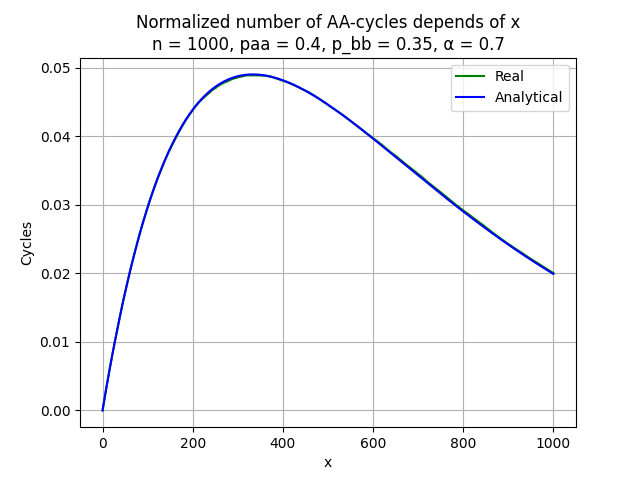 Normalized number of AA-cycles depends of x
n = 1000, paa = 0.4, p_bb = 0.35, α = 0.7
Real
Analytical
0.05
0.04
0.03
0.02
0.01
0.00
Cycles
0 200 400 600 800 1000
x